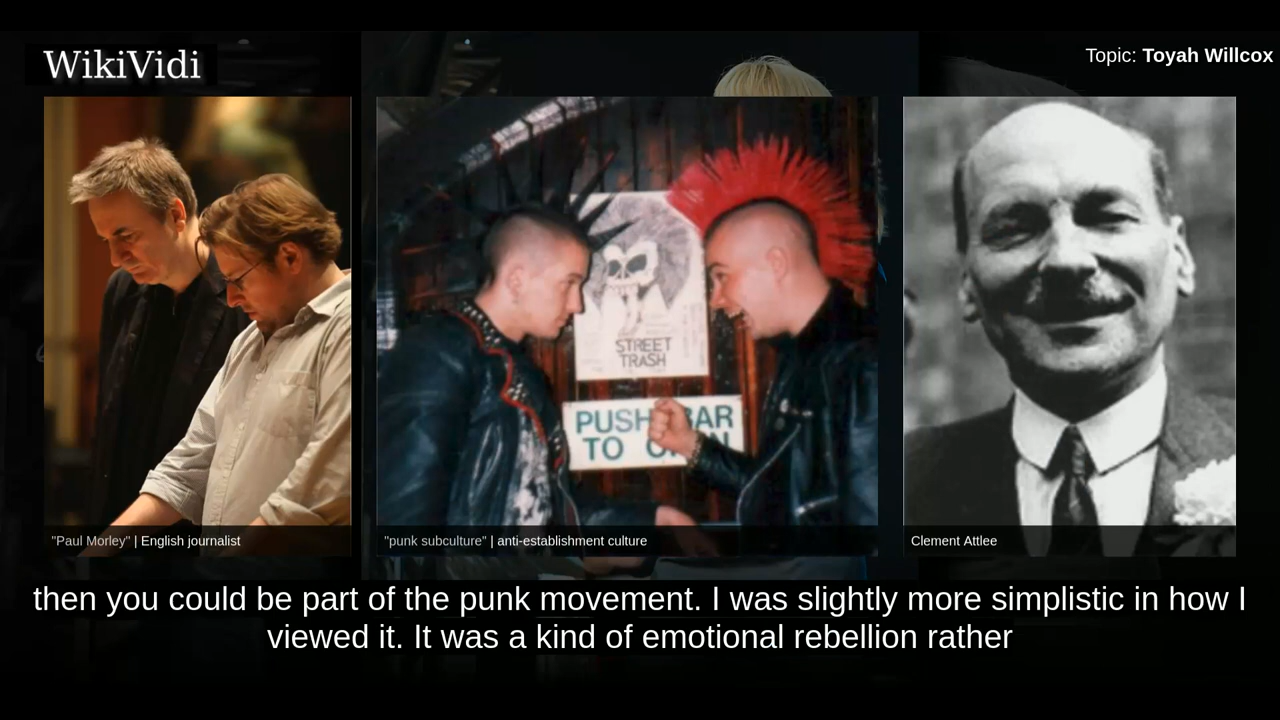 WikiVidi
Topic: Toyah Willcox
STREET
TRASH
PUSH BAR
TO
"Paul Morley" | English journalist
"punk subculture" | anti-establishment culture
Clement Attlee
then you could be part of the punk movement. I was slightly more simplistic in how I
viewed it. It was a kind of emotional rebellion rather